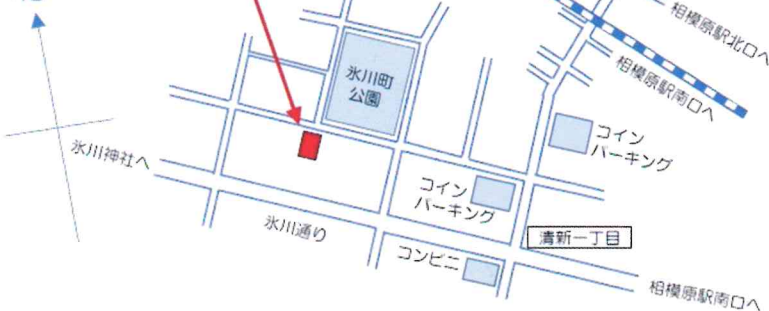 相模原駅北口へ
相模原駅南口へ
氷川町
公園
コイン
パーキング
氷川神社へ
コイン
パーキング
清新一丁目
氷川通り
コンビニ
相模原駅南口へ